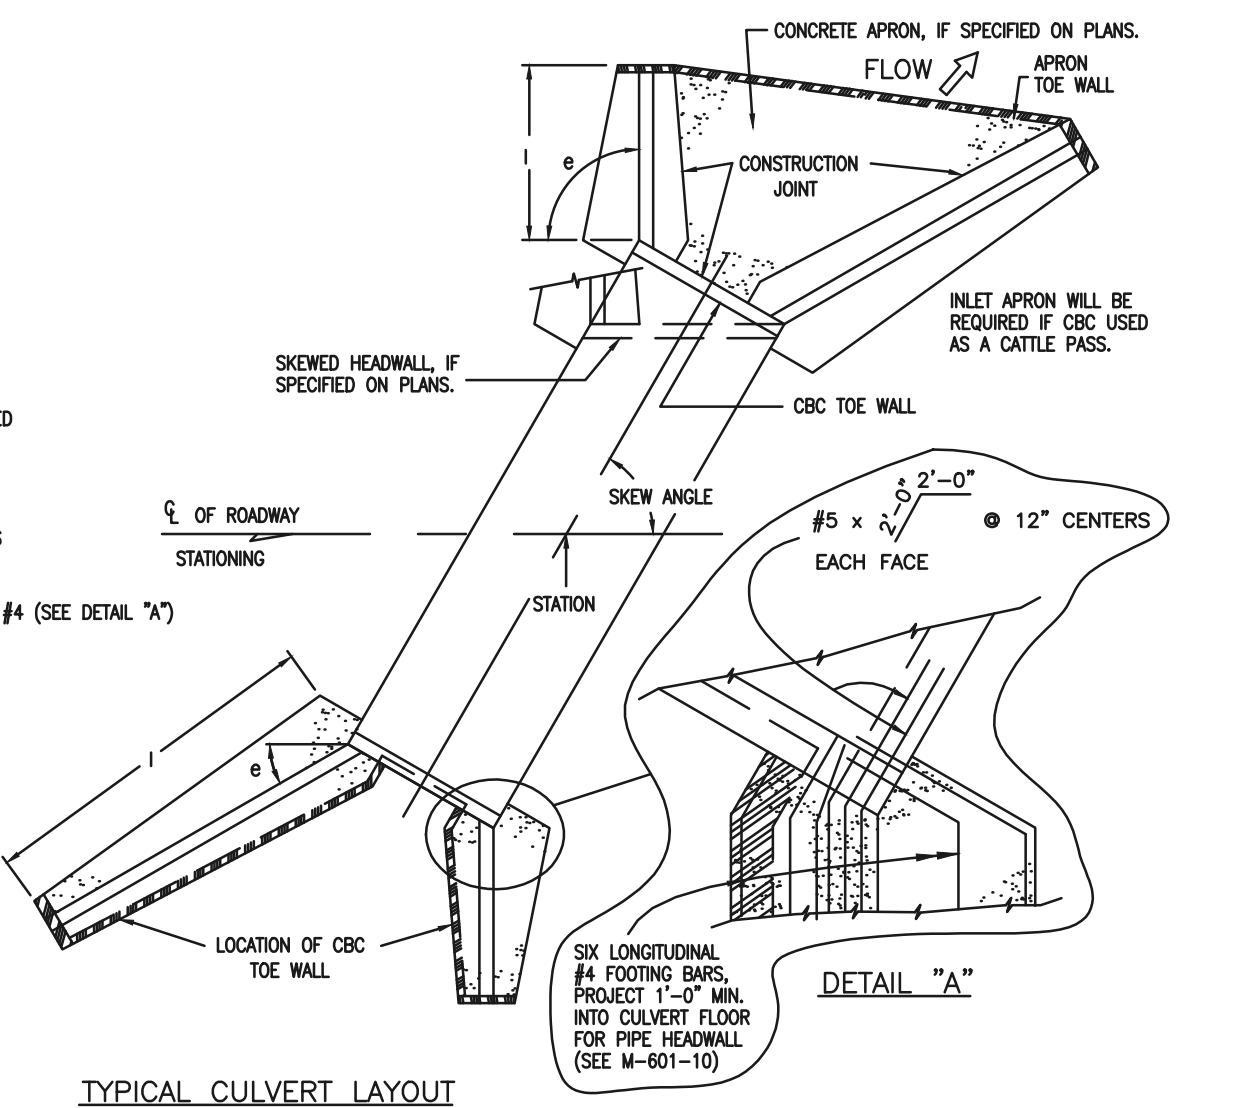 CONCRETE APRON, IF SPECIFIED ON PLANS.
FLOW
APRON
TOE WALL
l
e
CONSTRUCTION
JOINT
INLET APRON WILL BE
REQUIRED IF CBC USED
AS A CATTLE PASS.
SKEWED HEADWALL, IF
SPECIFIED ON PLANS.
CBC TOE WALL
ED
SKEW ANGLE
2'-0"
#5 x 2'-0" @ 12" CENTERS
EACH FACE
℄ OF ROADWAY
STATIONING
S
STATION
#4 (SEE DETAIL "A")
l
e
LOCATION OF CBC
TOE WALL
SIX LONGITUDINAL
#4 FOOTING BARS,
PROJECT 1'-0" MIN.
INTO CULVERT FLOOR
FOR PIPE HEADWALL
(SEE M-601-10)
DETAIL "A"
TYPICAL CULVERT LAYOUT